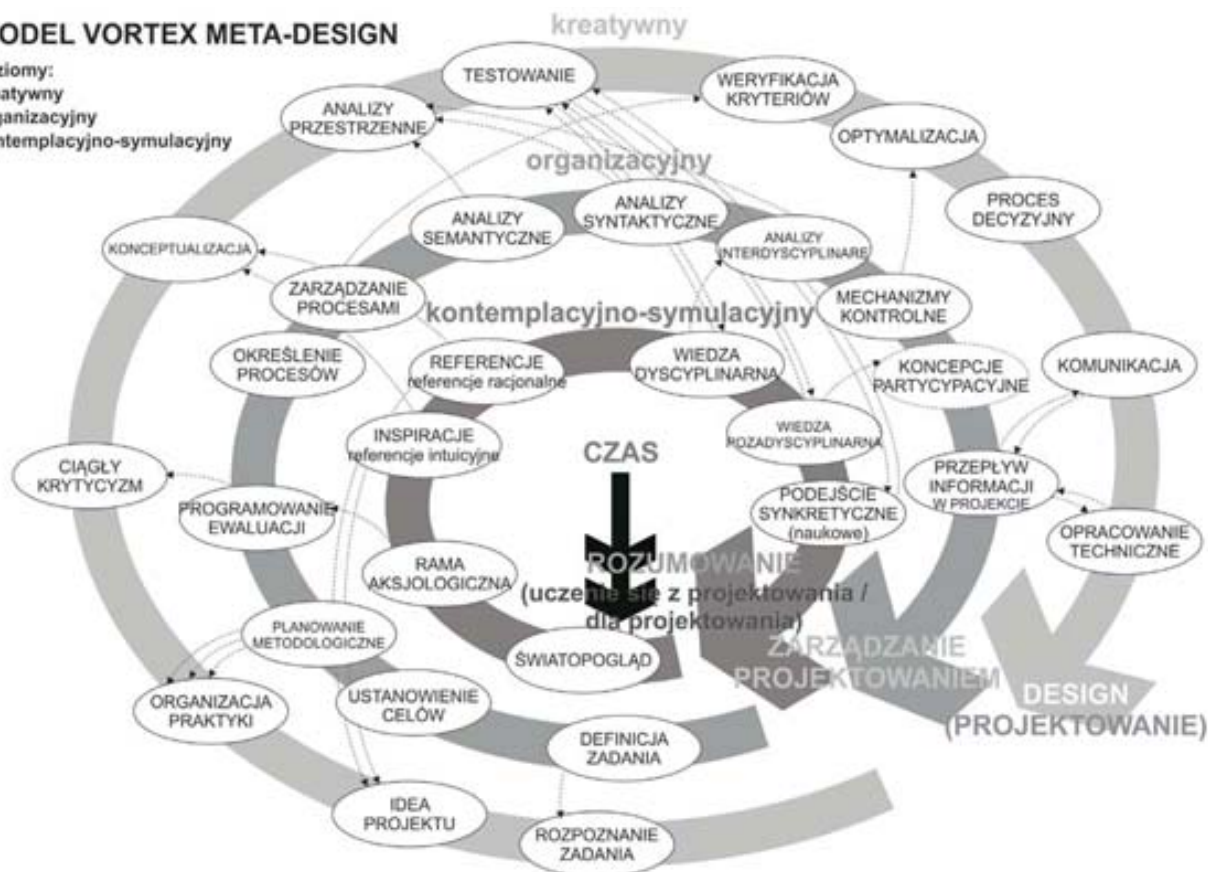 ODEL VORTEX META-DESIGN
ziomy:
eatywny
ganizacyjny
ntemplacyjno-symulacyjny
kreatywny
TESTOWANIE
WERYFIKACJA
KRYTERIÓW
ANALIZY
PRZESTRZENNE
OPTYMALIZACJA
organizacyjny
PROCES
DECYZYJNY
ANALIZY
SYNTAKTYCZNE
ANALIZY
SEMANTYCZNE
ANALIZY
INTERDYSCYPLINARE
KONCEPTUALIZACJA
ZARZĄDZANIE
PROCESAMI
MECHANIZMY
KONTROLNE
kontemplacyjno-symulacyjny
OKREŚLENIE
PROCESÓW
REFERENCJE
referencje racjonalne
WIEDZA
DYSCYPLINARNA
KONCEPCJE
PARTYCYPACYJNE
KOMUNIKACJA
INSPIRACJE
referencje intuicyjne
WIEDZA
POZADYSCYPLINARNA
CZAS
CIĄGŁY
KRYTYCYZM
PRZEPŁYW
INFORMACJI
W PROJEKCIE
PROGRAMOWANIE
EWALUACJI
PODEJŚCIE
SYNKRETYCZNE
(naukowe)
OPRACOWANIE
TECHNICZNE
RAMA
AKSJOLOGICZNA
ROZUMOWANIE
(uczenie się z projektowania /
dla projektowania)
PLANOWANIE
METODOLOGICZNE
ŚWIATOPOGLĄD
ZARZĄDZANIE
PROJEKTOWANIEM
ORGANIZACJA
PRAKTYKI
USTANOWIENIE
CELÓW
DESIGN
(PROJEKTOWANIE)
DEFINICJA
ZADANIA
IDEA
PROJEKTU
ROZPOZNANIE
ZADANIA